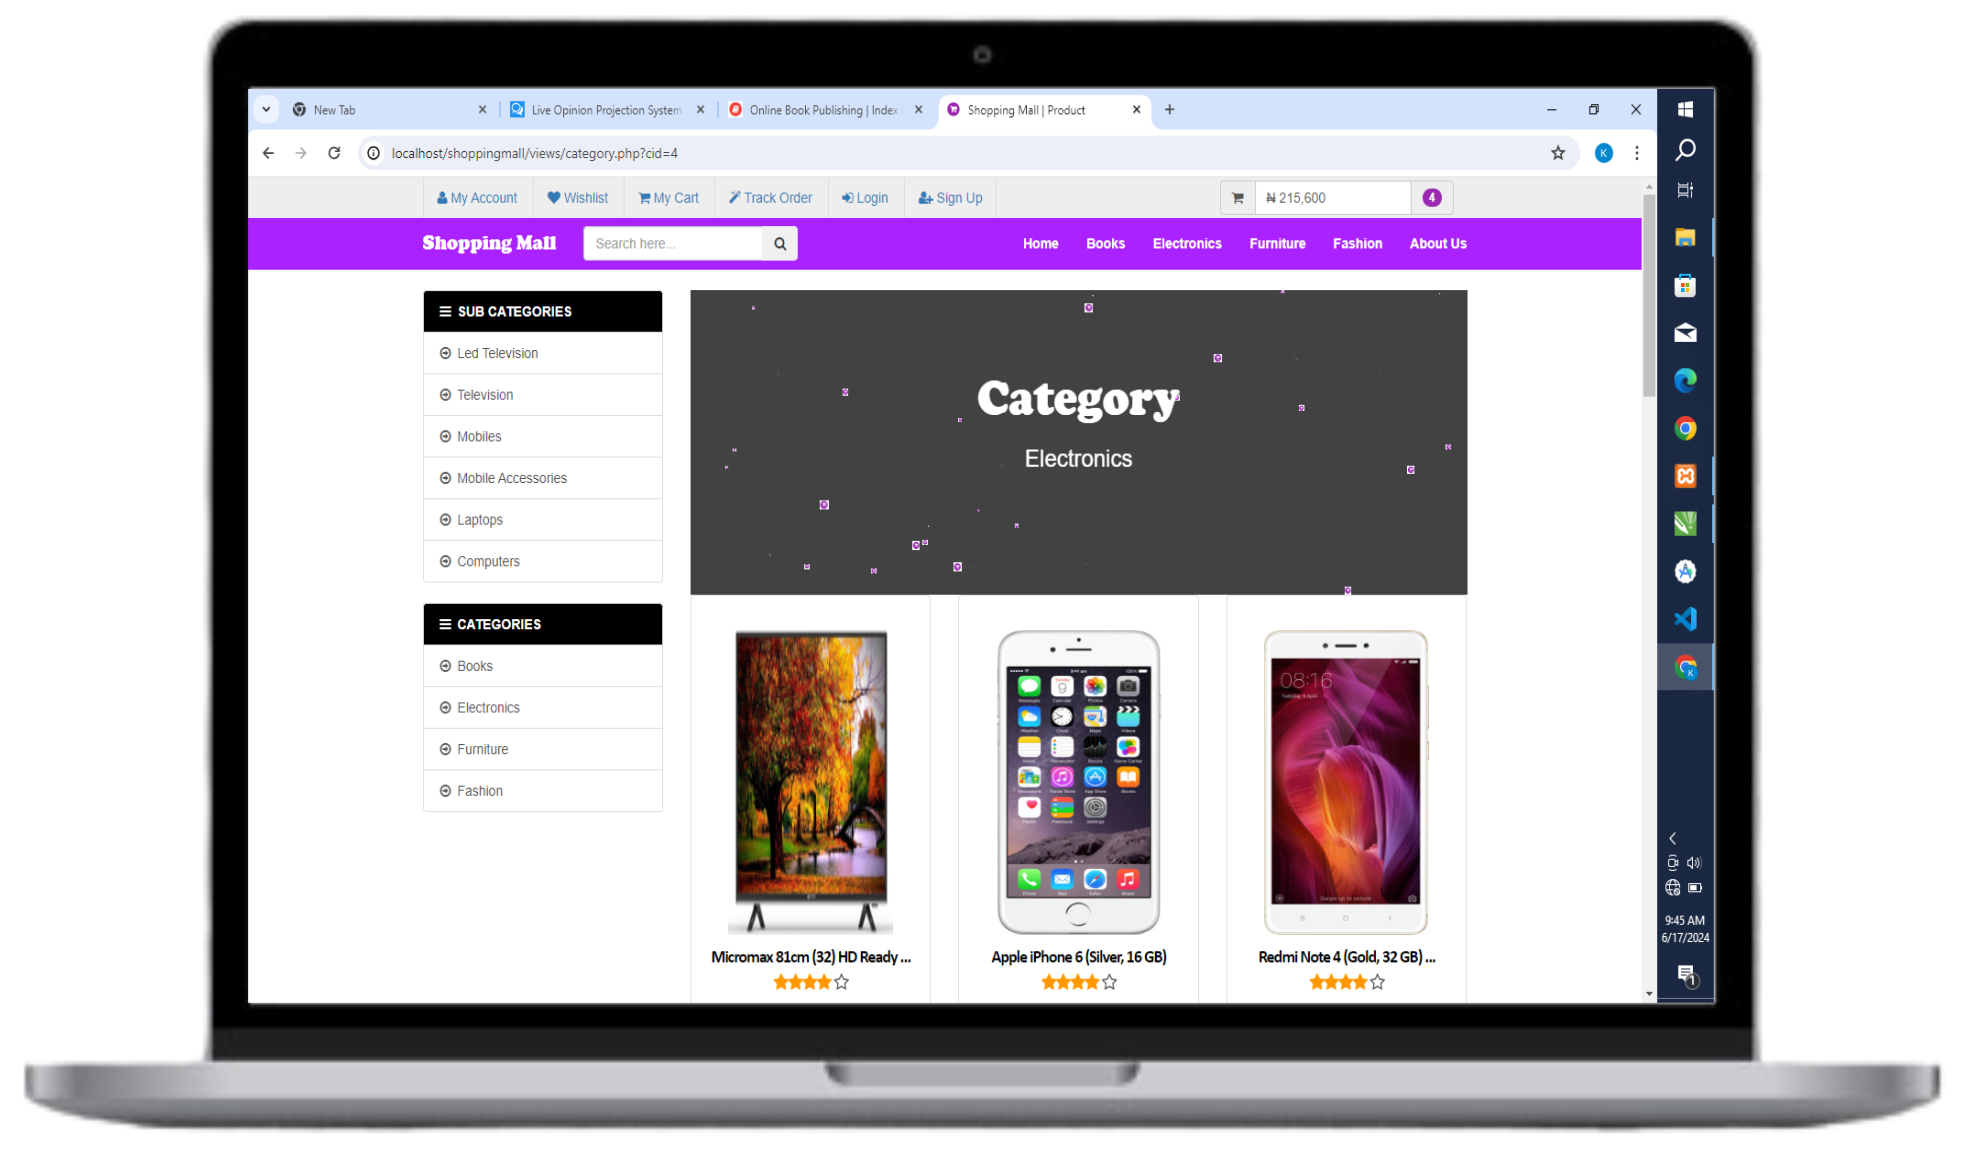 New Tab
Live Opinion Projection System
Online Book Publishing | Index
Shopping Mall | Product
localhost/shoppingmall/views/category.php?cid=4
My Account
Wishlist
My Cart
Track Order
Login
Sign Up
₦ 215,600
4
Shopping Mall
Search here...
Home
Books
Electronics
Furniture
Fashion
About Us
SUB CATEGORIES
Led Television
Television
Mobiles
Mobile Accessories
Laptops
Computers
CATEGORIES
Books
Electronics
Furniture
Fashion
Category
Electronics
08:16
Micromax 81cm (32) HD Ready ...
Apple iPhone 6 (Silver, 16 GB)
Redmi Note 4 (Gold, 32 GB) ...
K
9:45 AM
6/17/2024
1